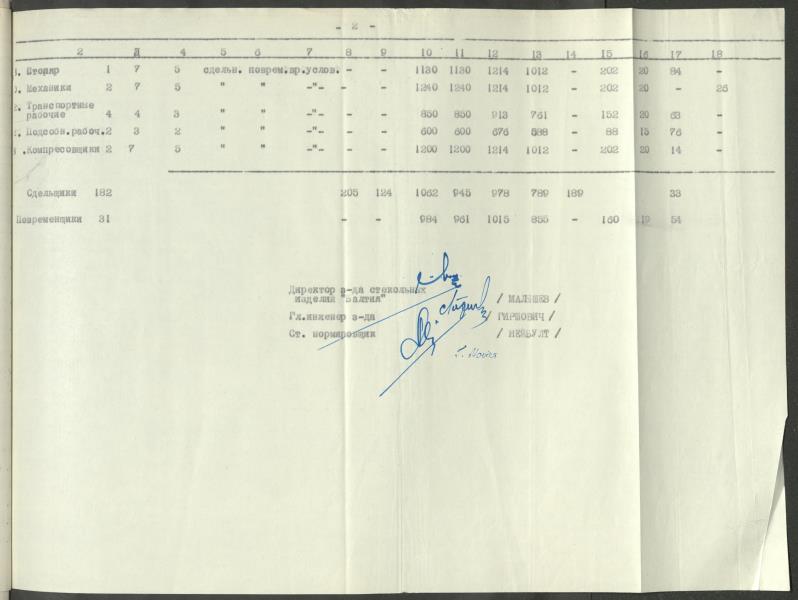 - 2 -
2 Д 4 5 6 7 8 9 10 11 12 13 14 15 16 17 18
. Столяр 1 7 5 сдельн. поврем.вр.услов. - - 1130 1130 1214 1012 - 202 20 84 -
. Механики 2 7 5 " " -"- - - 1240 1240 1214 1012 - 202 20 - 26
. Транспортные
рабочие 4 4 3 " " -"- - - 850 850 913 761 - 152 20 63 -
. Подсобн.рабоч.2 3 2 " " -"- - - 600 600 676 588 - 88 15 76 -
.Компресовщики 2 7 5 " " -"- - - 1200 1200 1214 1012 - 202 20 14 -
Сдельщики 182 205 124 1062 945 978 789 189 33
Повременщики 31 - - 984 961 1015 855 - 160 19 54
Директор з-да стекольных
изделий "Балтия" / МАЛЫШЕВ /
Гл.инженер з-да / ГИРШОВИЧ /
Ст. нормировщик / НЕЙБУЛТ /